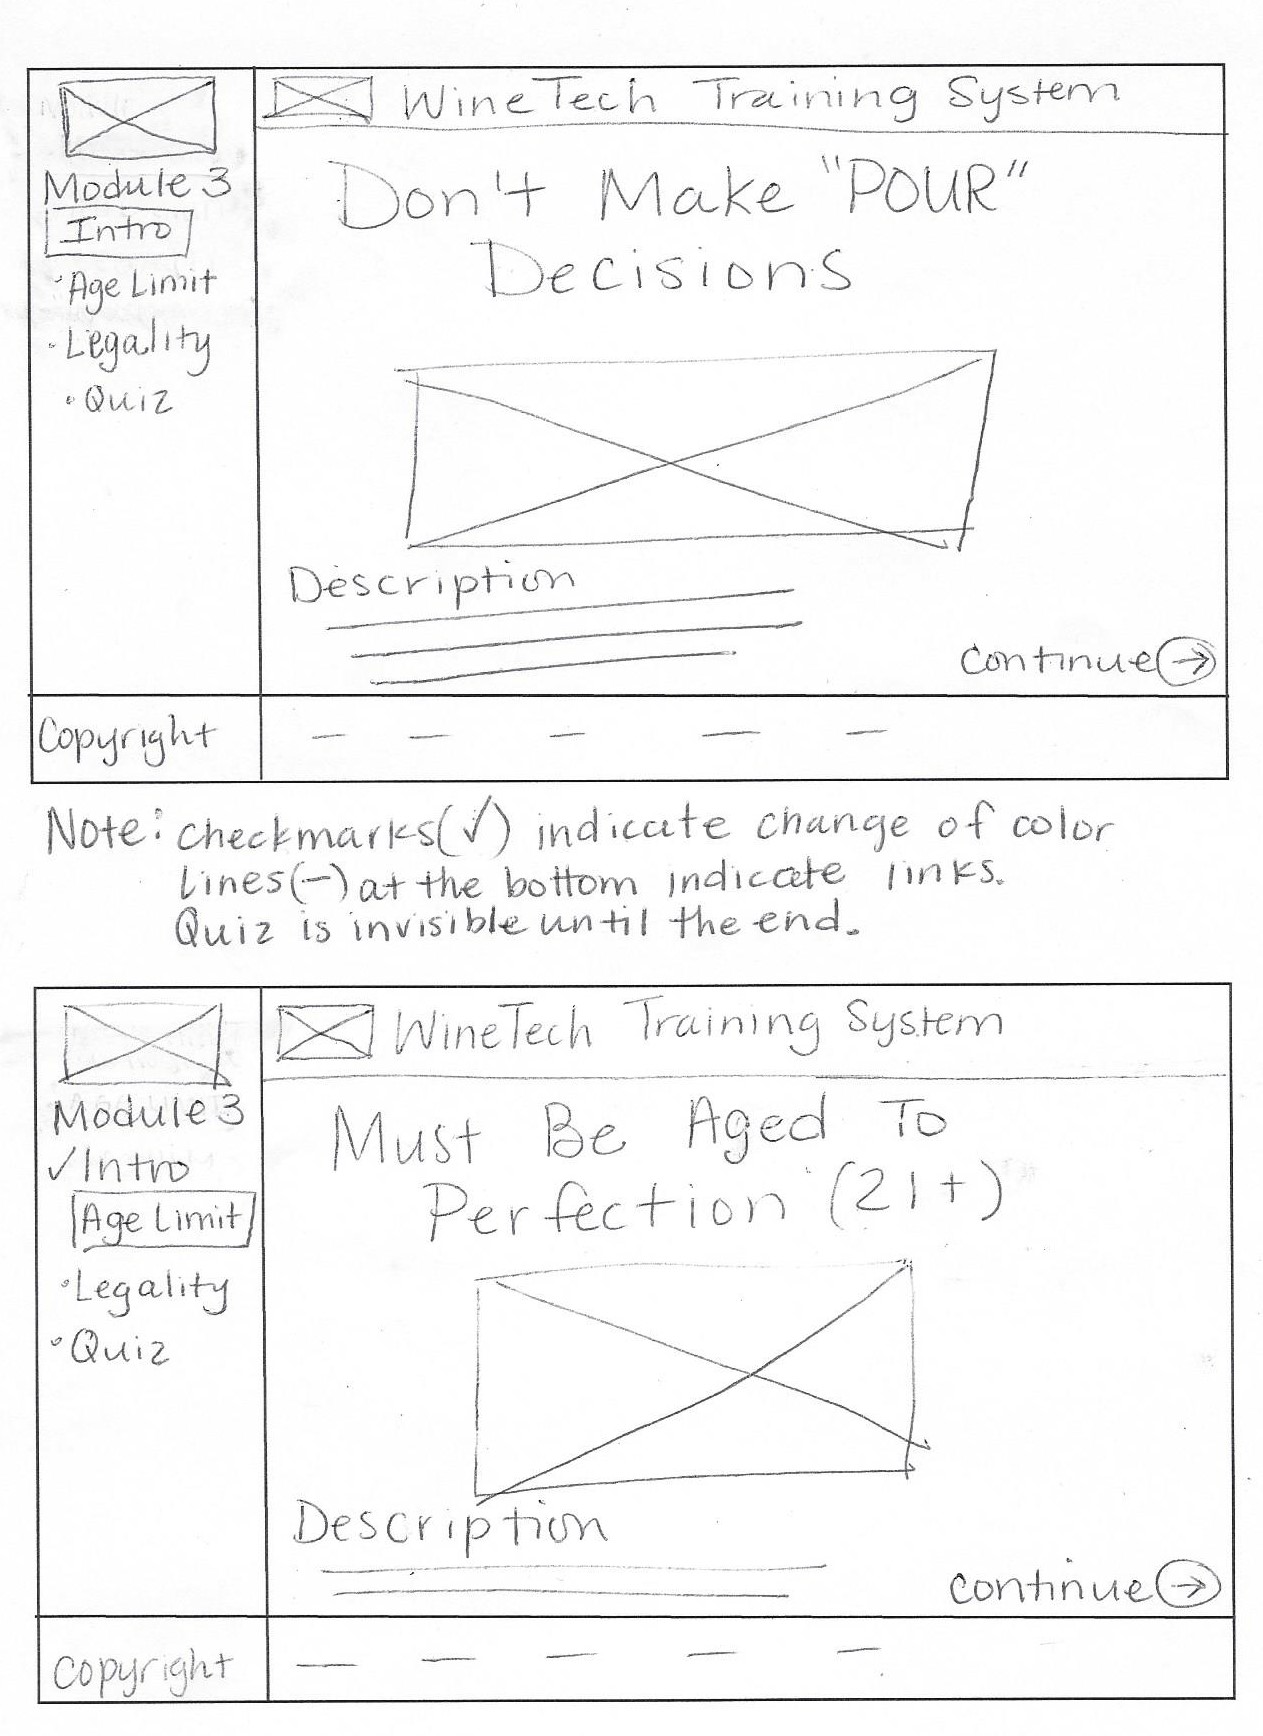 WineTech Training System
Module 3
Intro
· Age Limit
· Legality
· Quiz
Don't Make "POUR"
Decisions
Description
continue →
Copyright
Note: checkmarks(✓) indicate change of color
lines(—) at the bottom indicate links.
Quiz is invisible until the end.
WineTech Training System
Module 3
✓Intro
Age Limit
· Legality
· Quiz
Must Be Aged To
Perfection (21+)
Description
continue →
Copyright